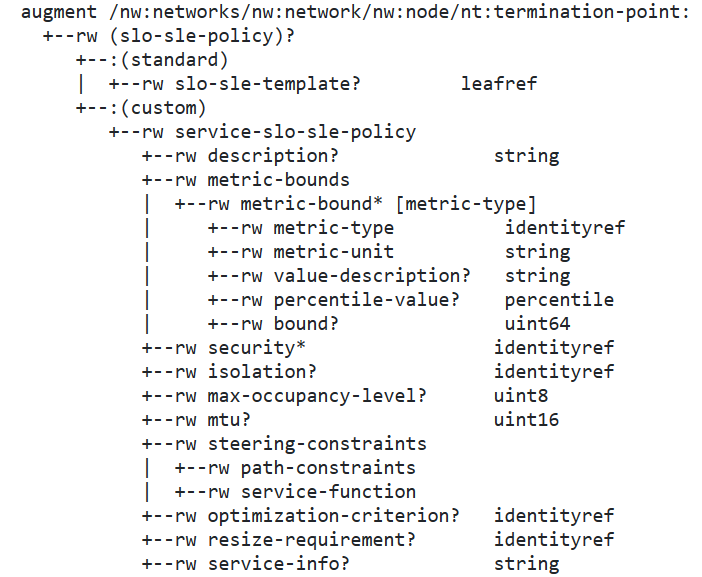 augment /nw:networks/nw:network/nw:node/nt:termination-point:
  +--rw (slo-sle-policy)?
     +--:(standard)
     |  +--rw slo-sle-template?         leafref
     +--:(custom)
        +--rw service-slo-sle-policy
           +--rw description?              string
           +--rw metric-bounds
           |  +--rw metric-bound* [metric-type]
           |     +--rw metric-type          identityref
           |     +--rw metric-unit          string
           |     +--rw value-description?   string
           |     +--rw percentile-value?    percentile
           |     +--rw bound?               uint64
           +--rw security*                 identityref
           +--rw isolation?                identityref
           +--rw max-occupancy-level?      uint8
           +--rw mtu?                      uint16
           +--rw steering-constraints
           |  +--rw path-constraints
           |  +--rw service-function
           +--rw optimization-criterion?   identityref
           +--rw resize-requirement?       identityref
           +--rw service-info?             string